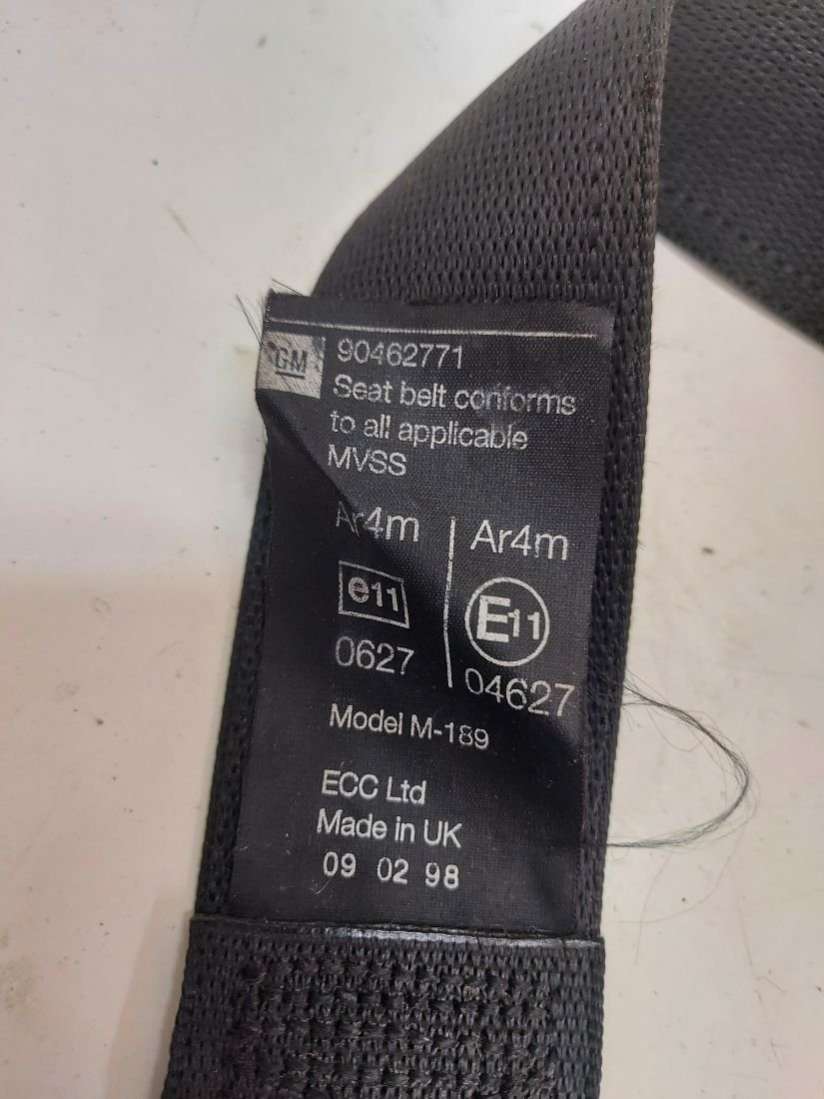 GM
90462771
Seat belt conforms
to all applicable
MVSS
Ar4m
e11
0627
Ar4m
E11
04627
Model M-189
ECC Ltd
Made in UK
09 02 98